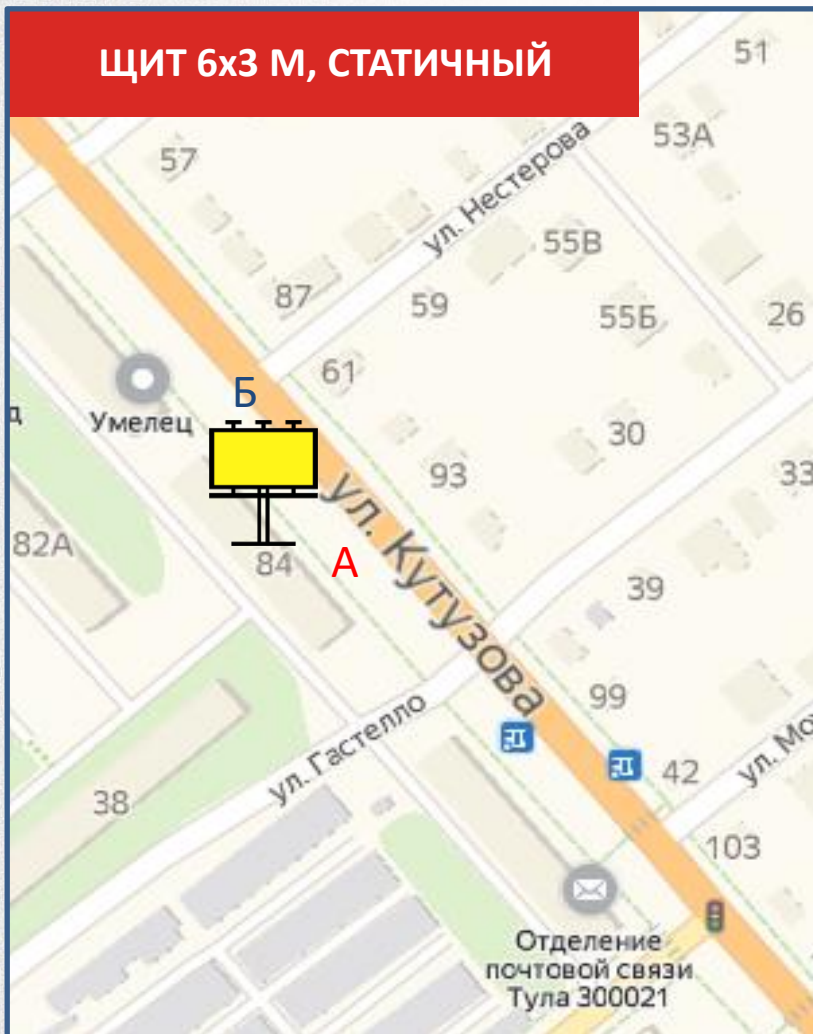 ЩИТ 6х3 М, СТАТИЧНЫЙ
51
53А
57
ул. Нестерова
55В
87
59
55Б
26
61
Б
Умелец
30
93
33
82А
ул. Кутузова
84
А
39
99
ул. Гастелло
42
38
103
Отделение
почтовой связи
Тула 300021